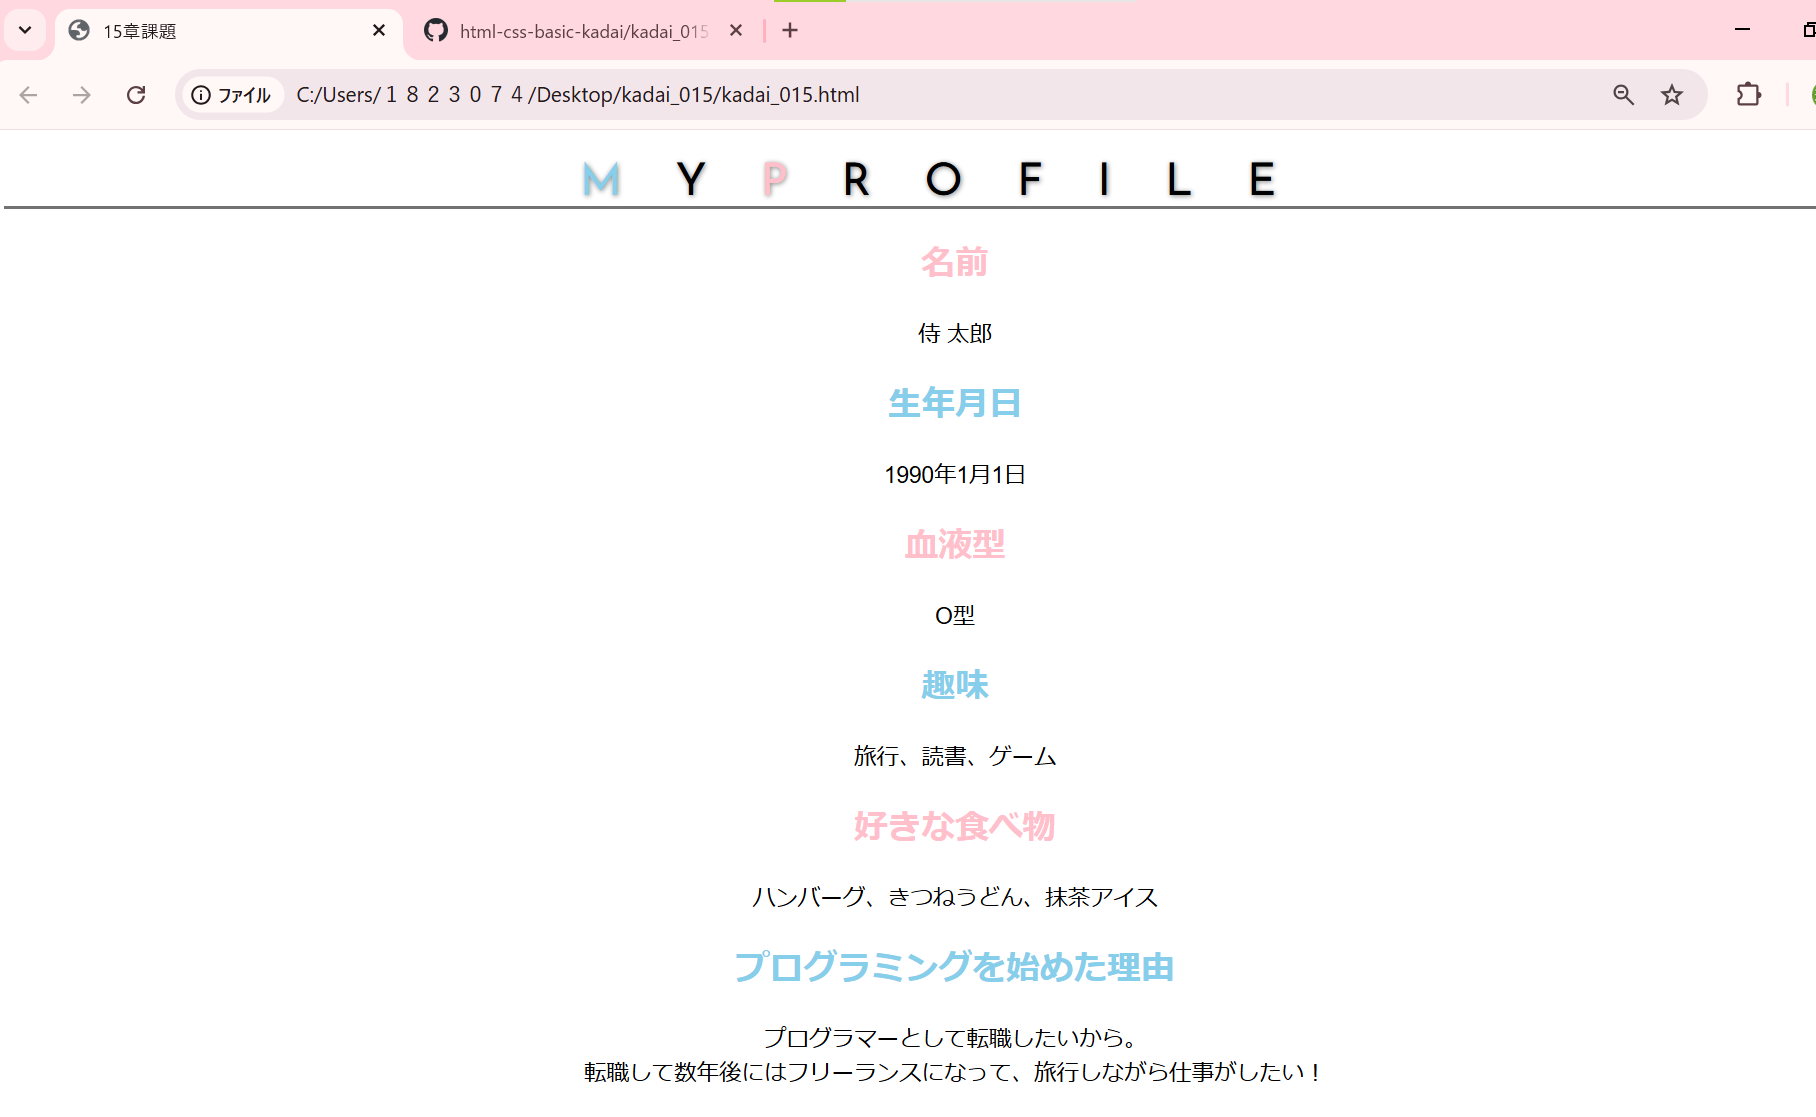 15章課題
html-css-basic-kadai/kadai_015
ファイル
C:/Users/１８２３０７４/Desktop/kadai_015/kadai_015.html
M Y P R O F I L E
名前
侍 太郎
生年月日
1990年1月1日
血液型
O型
趣味
旅行、読書、ゲーム
好きな食べ物
ハンバーグ、きつねうどん、抹茶アイス
プログラミングを始めた理由
プログラマーとして転職したいから。
転職して数年後にはフリーランスになって、旅行しながら仕事がしたい！